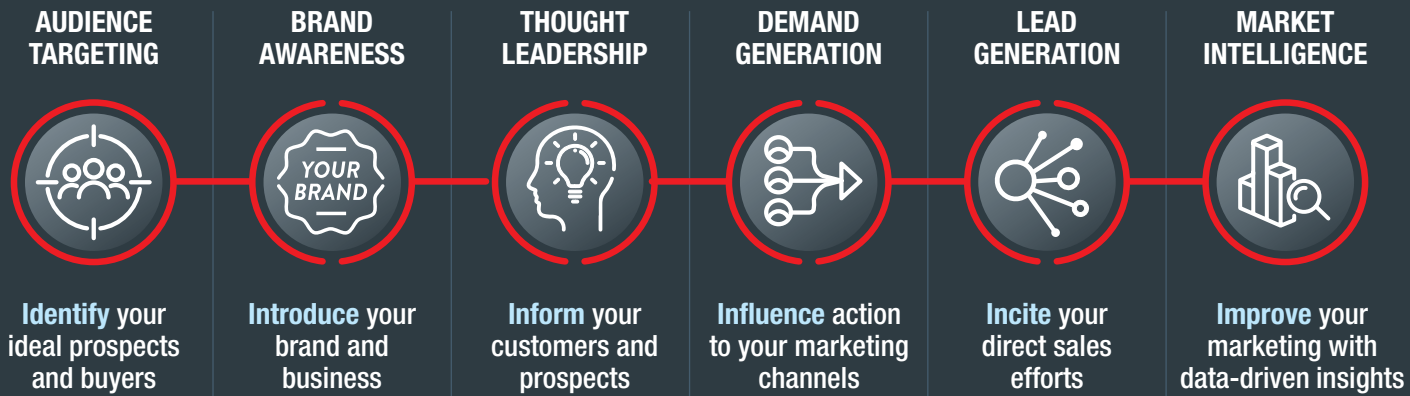 AUDIENCE
TARGETING
BRAND
AWARENESS
THOUGHT
LEADERSHIP
DEMAND
GENERATION
LEAD
GENERATION
MARKET
INTELLIGENCE
YOUR
BRAND
Identify your
ideal prospects
and buyers
Introduce your
brand and
business
Inform your
customers and
prospects
Influence action
to your marketing
channels
Incite your
direct sales
efforts
Improve your
marketing with
data-driven insights